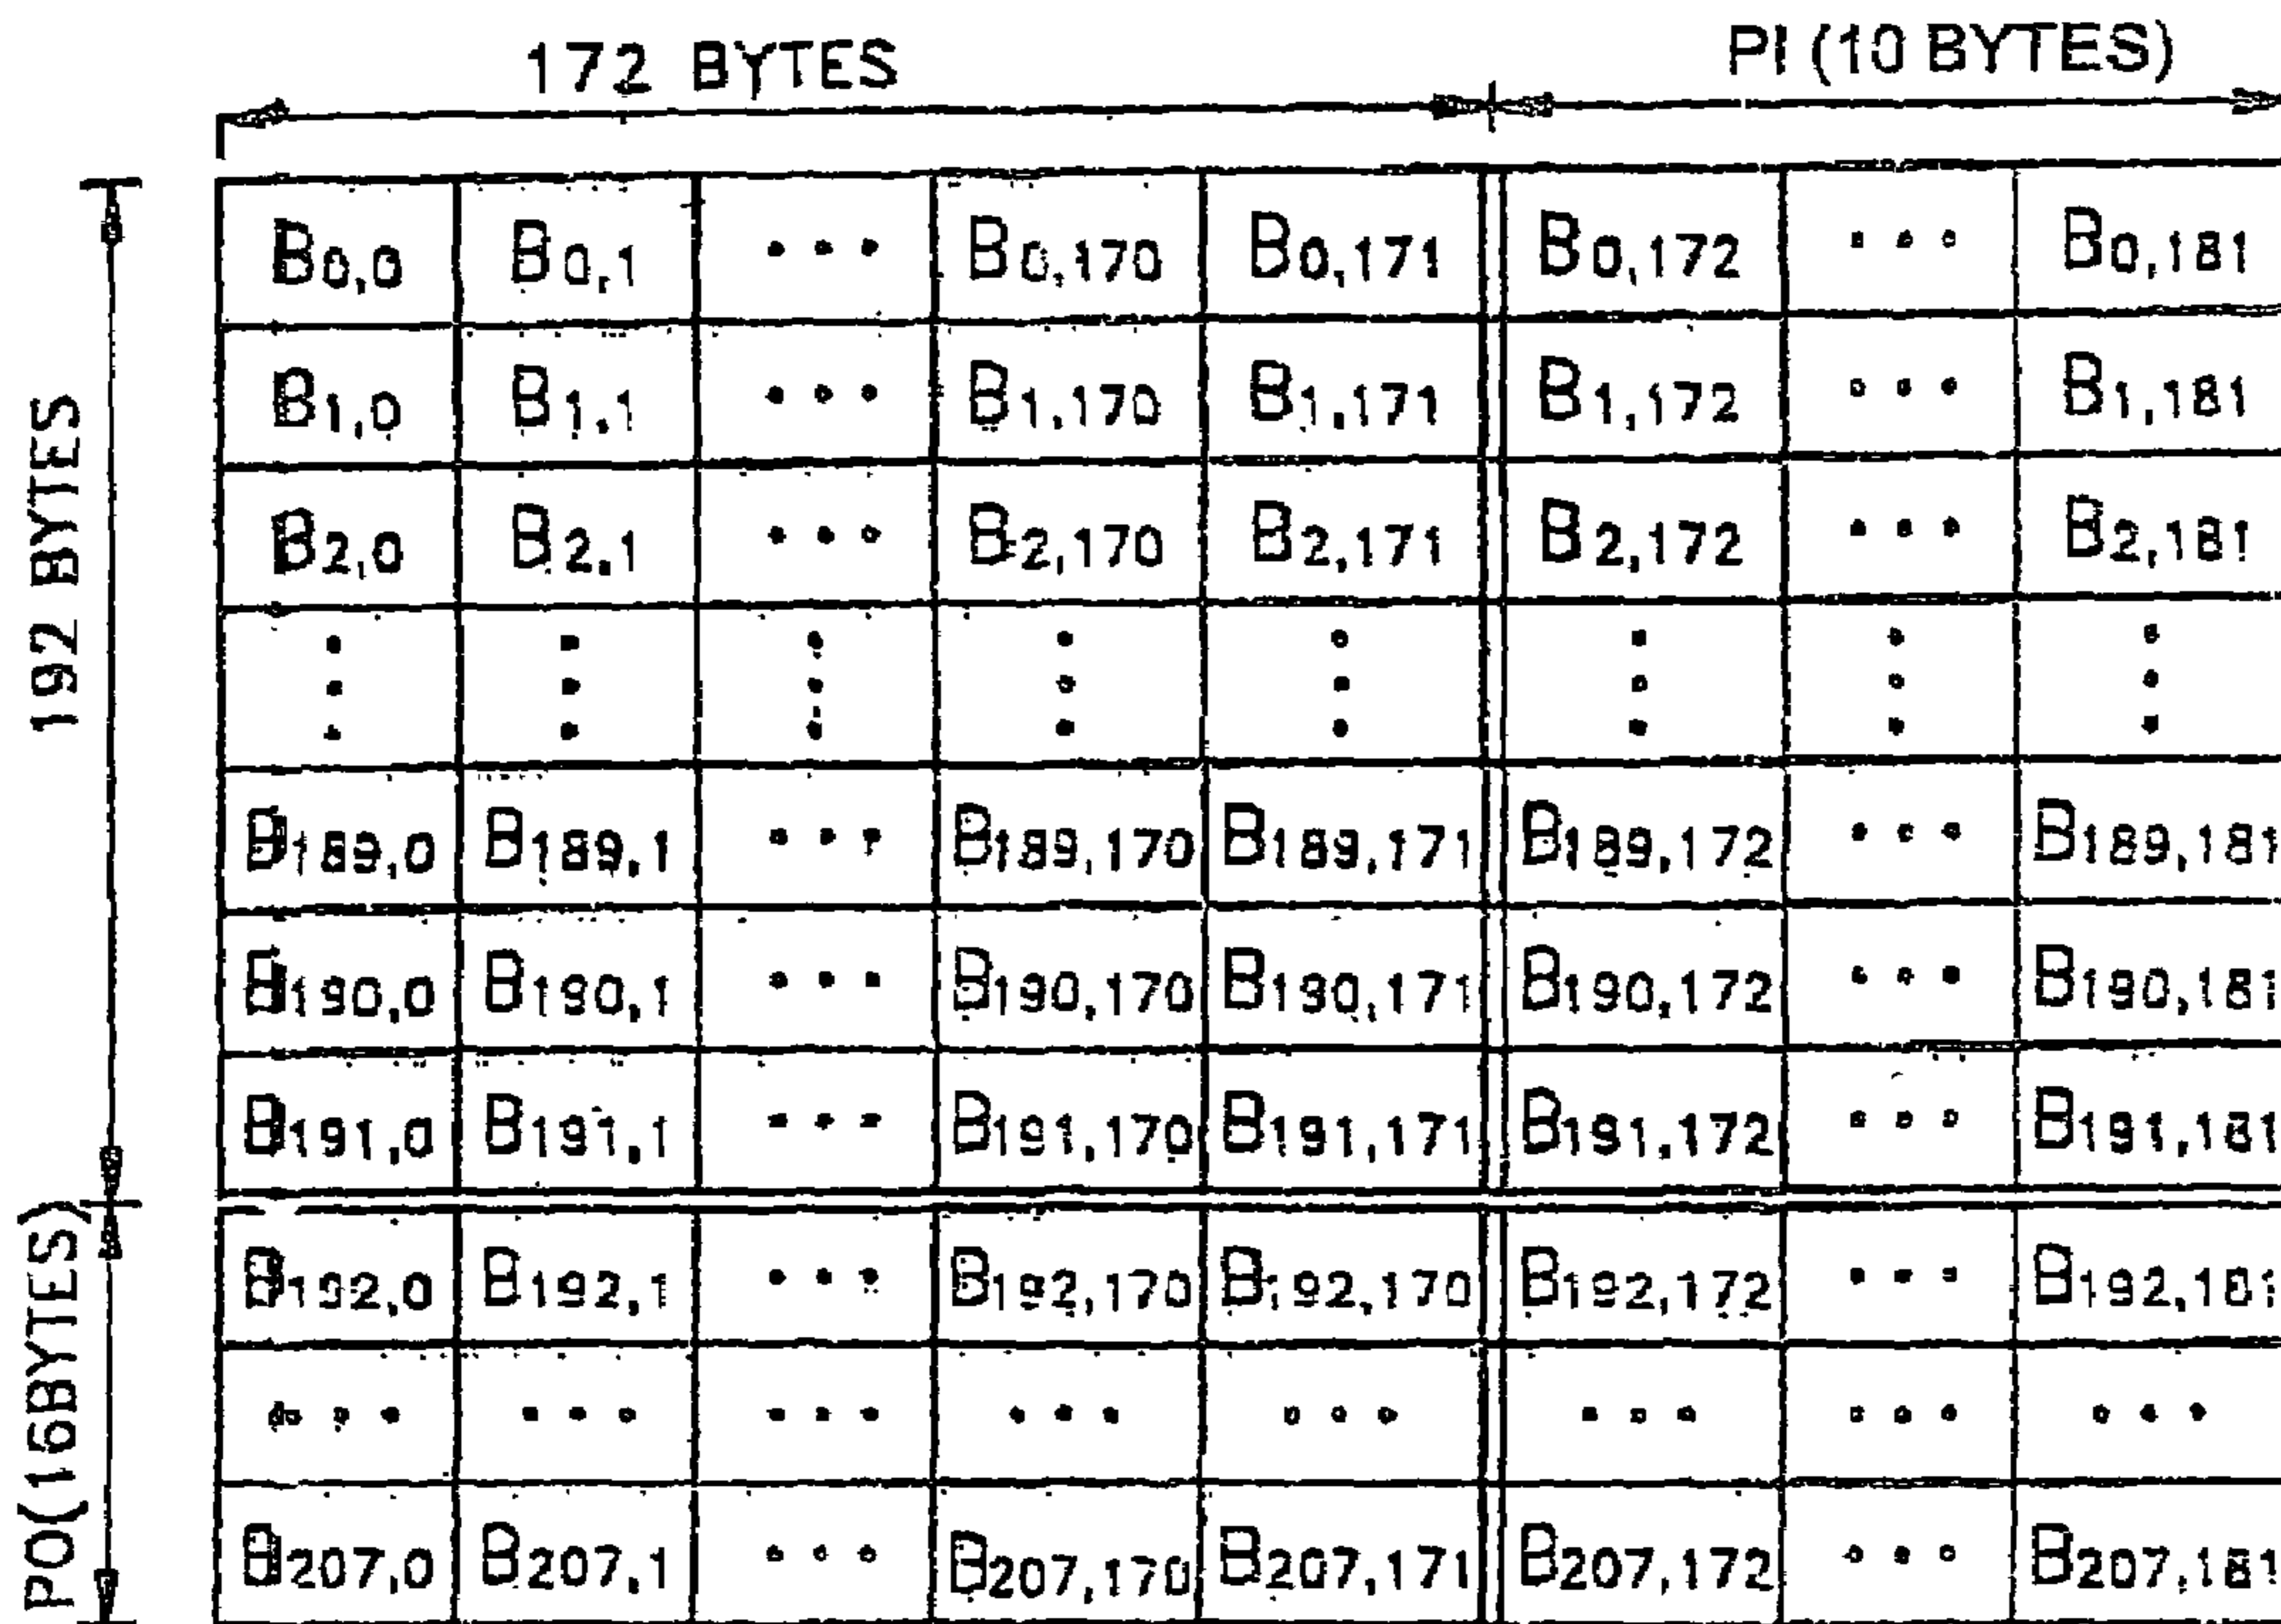 172 BYTES PI (10 BYTES)
192 BYTES
B0,0 B0,1 ... B0,170 B0,171 B0,172 ... B0,181
B1,0 B1,1 ... B1,170 B1,171 B1,172 ... B1,181
B2,0 B2,1 ... B2,170 B2,171 B2,172 ... B2,181
B189,0 B189,1 ... B189,170 B189,171 B189,172 ... B189,181
B190,0 B190,1 ... B190,170 B190,171 B190,172 ... B190,181
B191,0 B191,1 ... B191,170 B191,171 B191,172 ... B191,181
PO(16BYTES)
B192,0 B192,1 ... B192,170 B192,170 B192,172 ... B192,181
... ... ... ... ... ... ... ...
B207,0 B207,1 ... B207,170 B207,171 B207,172 ... B207,181